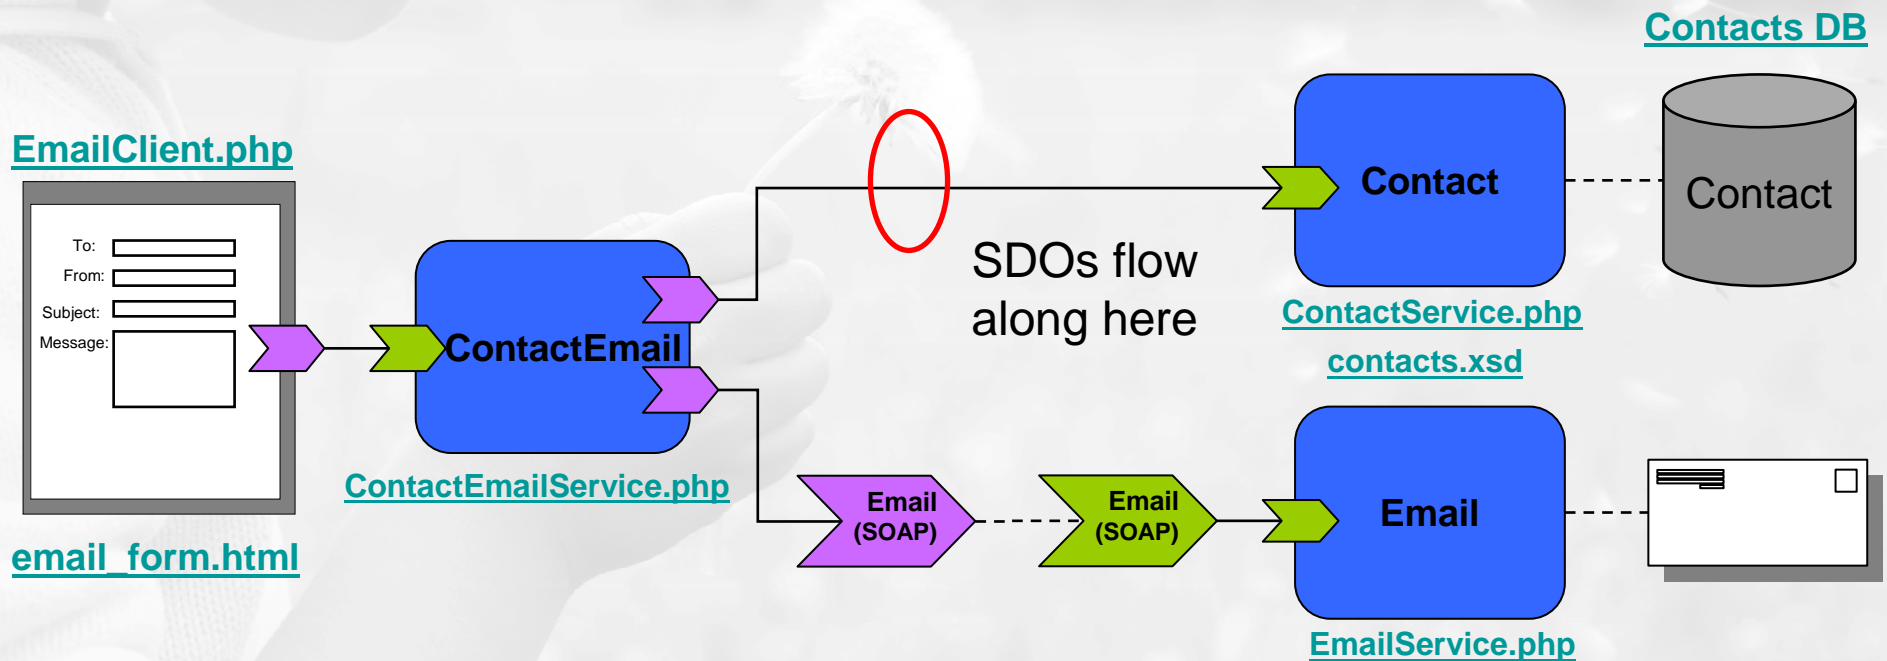 Contacts DB
EmailClient.php
To:
From:
Subject:
Message:
ContactEmail
ContactEmailService.php
email_form.html
SDOs flow
along here
Contact
Contact
ContactService.php
contacts.xsd
Email
(SOAP)
Email
(SOAP)
Email
EmailService.php